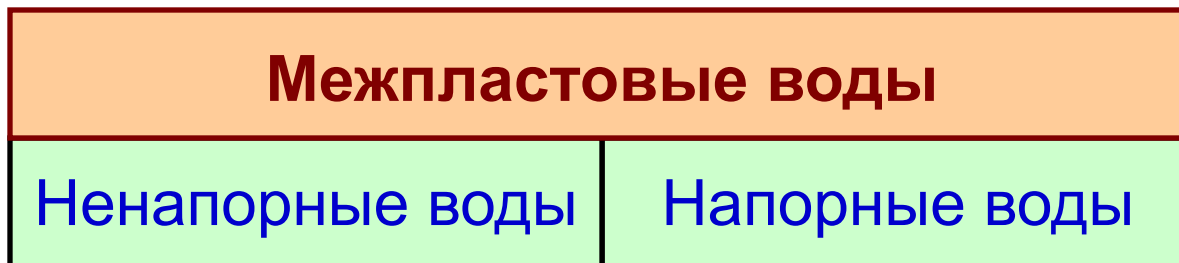 Межпластовые воды
Ненапорные воды
Напорные воды